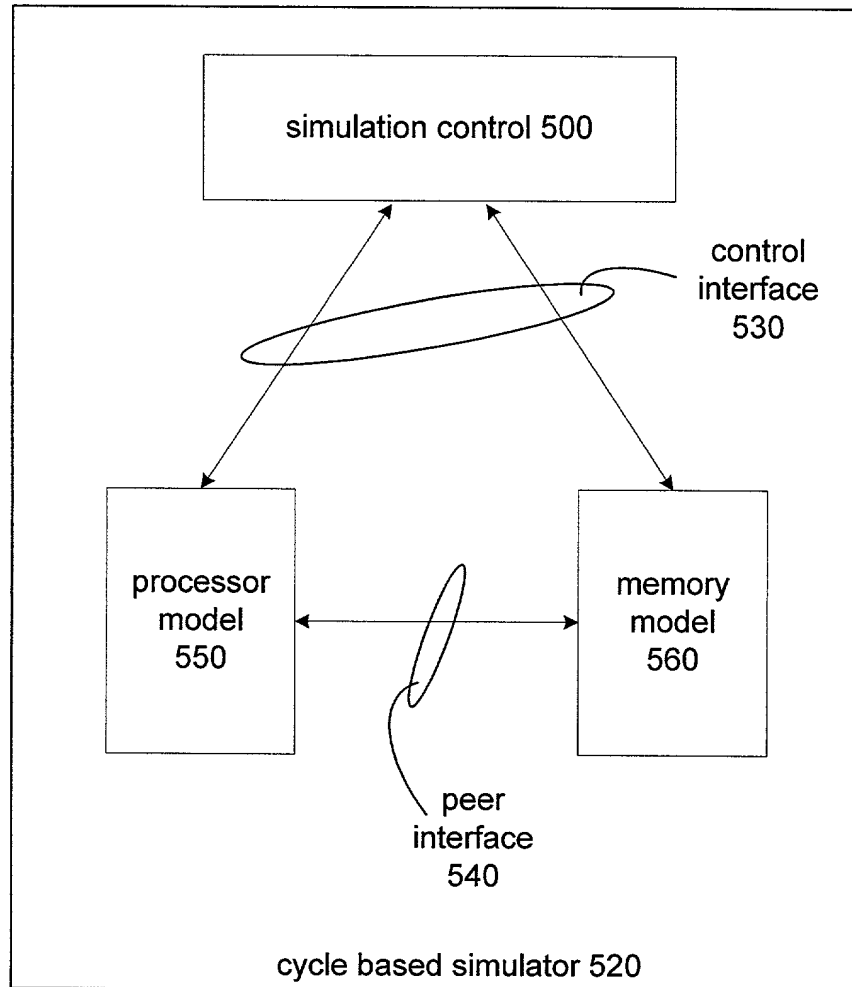 simulation control 500
control
interface
530
processor
model
550
memory
model
560
peer
interface
540
cycle based simulator 520